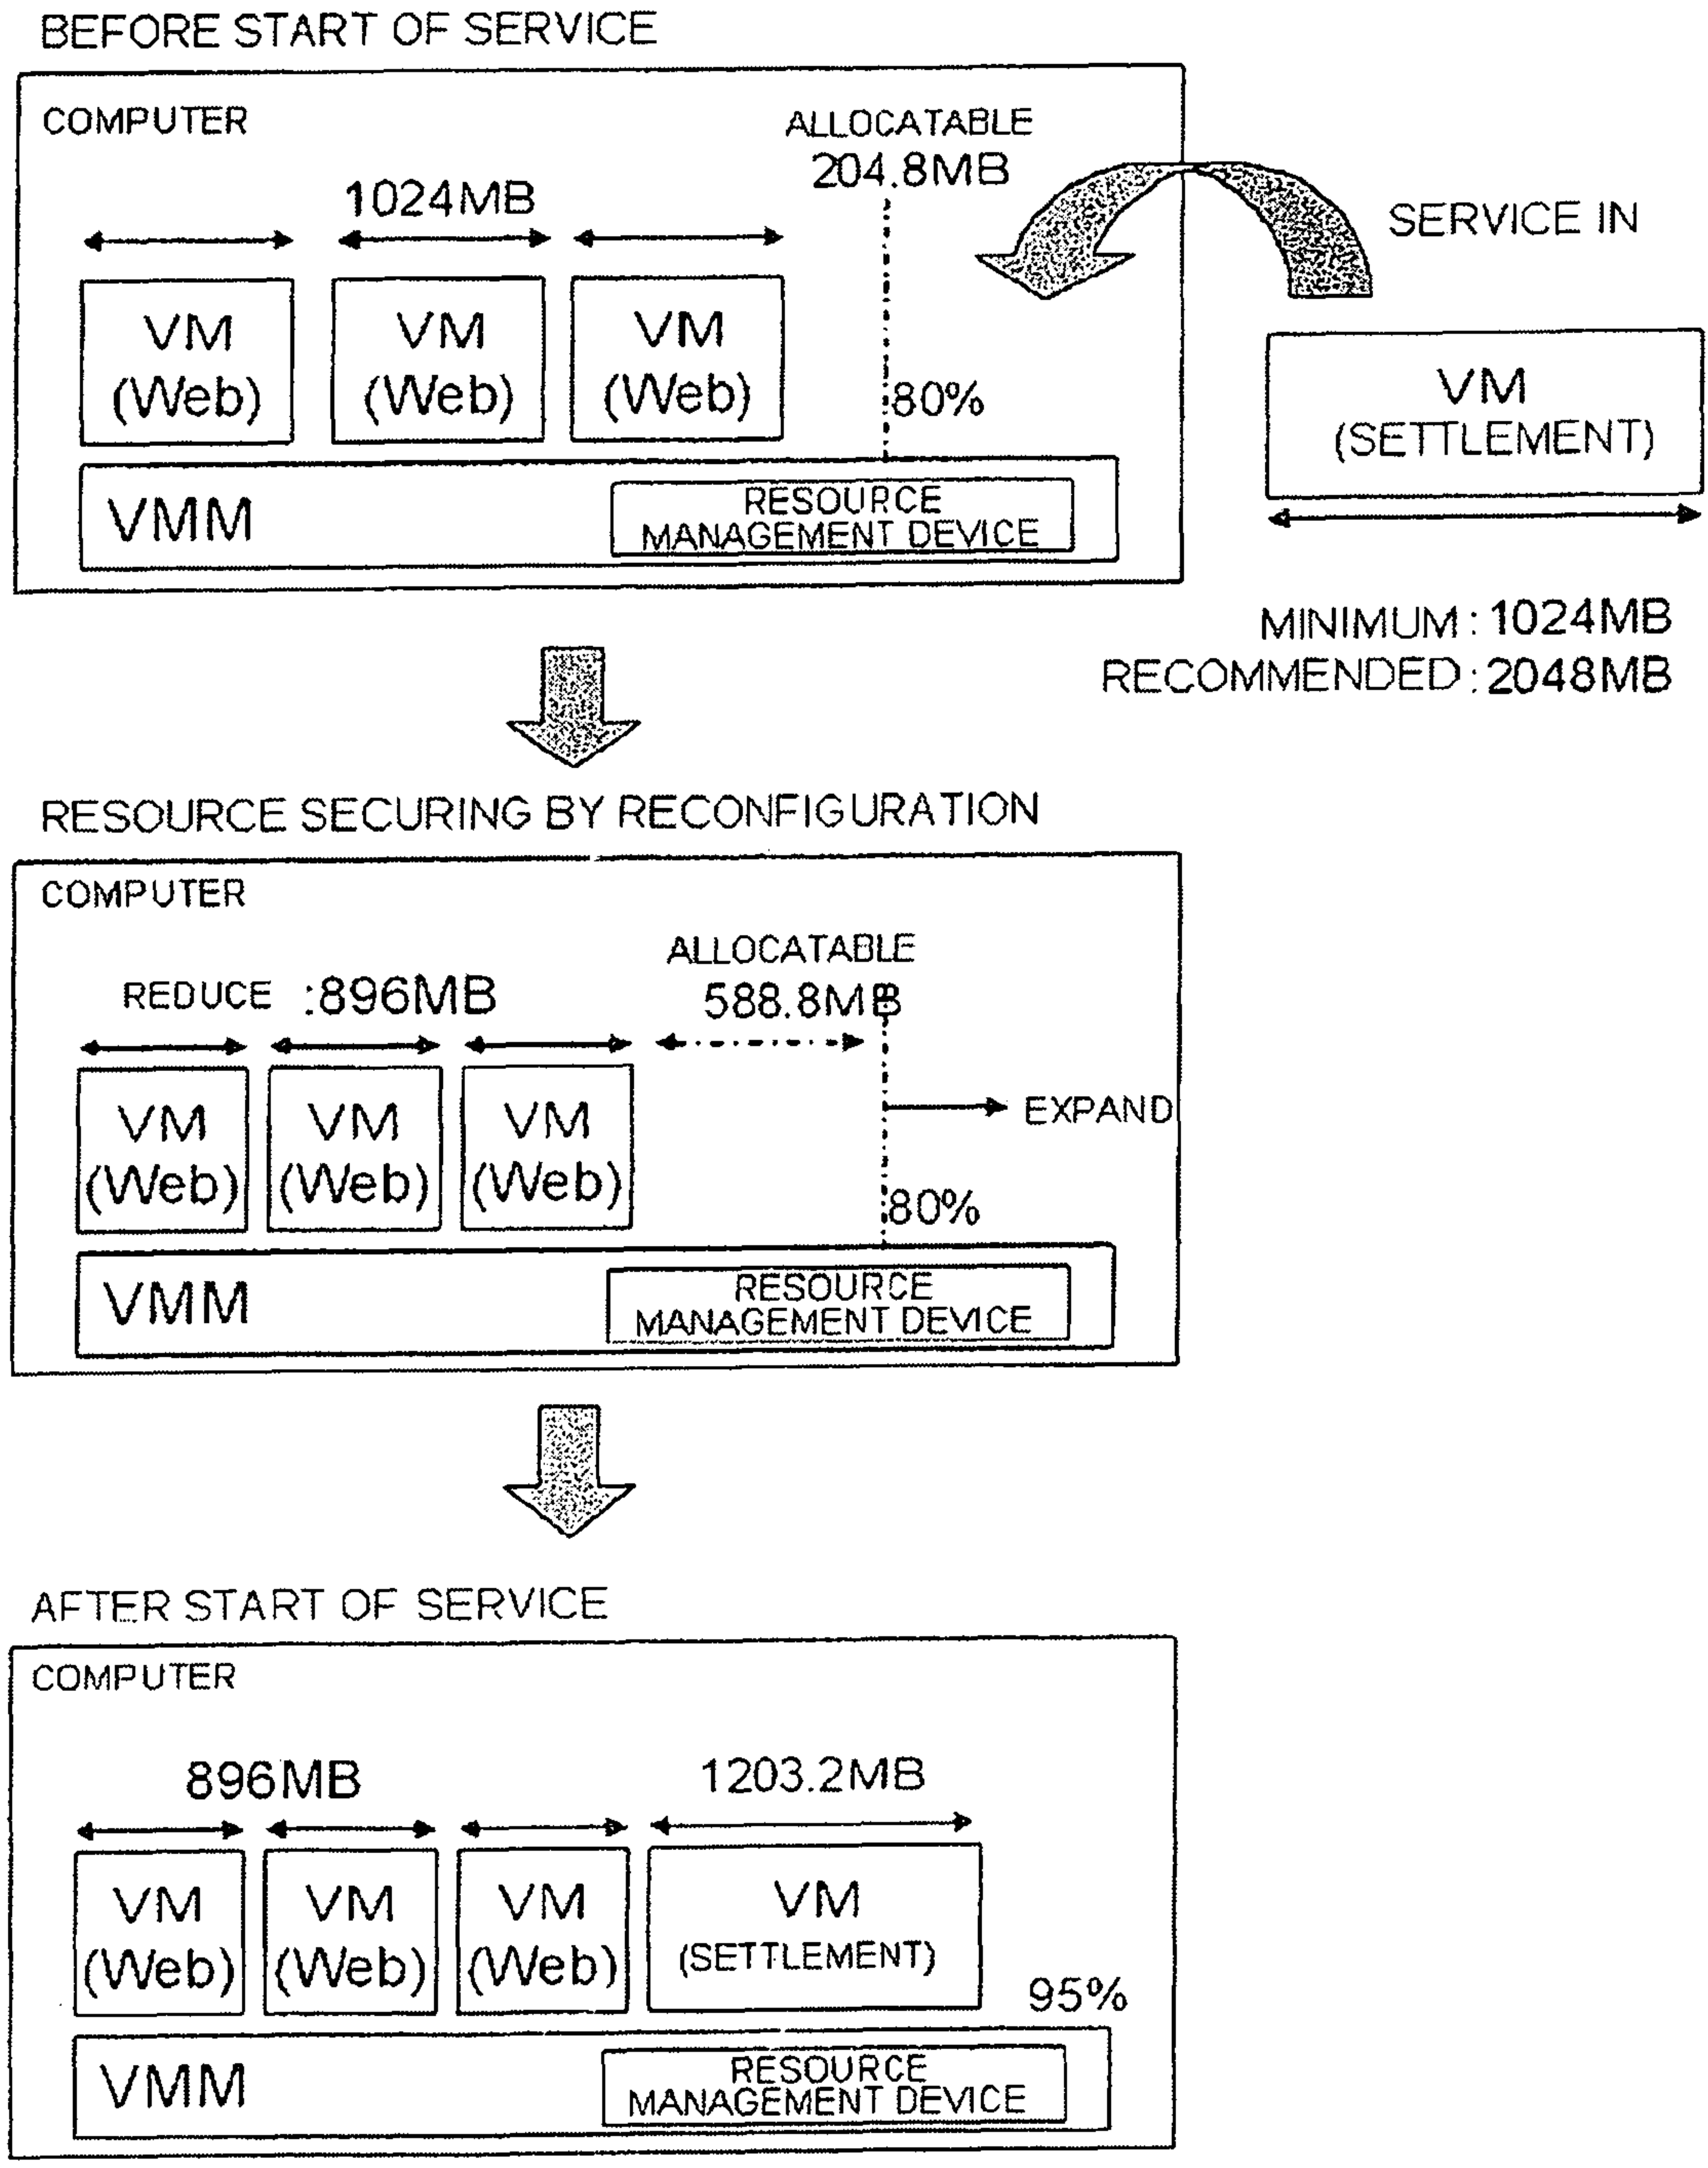 BEFORE START OF SERVICE
COMPUTER
ALLOCATABLE
204.8MB
1024MB
SERVICE IN
VM
(Web)
VM
(Web)
VM
(Web)
80%
VM
(SETTLEMENT)
VMM
RESOURCE
MANAGEMENT DEVICE
MINIMUM : 1024MB
RECOMMENDED : 2048MB
RESOURCE SECURING BY RECONFIGURATION
COMPUTER
ALLOCATABLE
588.8MB
REDUCE :896MB
EXPAND
VM
(Web)
VM
(Web)
VM
(Web)
80%
VMM
RESOURCE
MANAGEMENT DEVICE
AFTER START OF SERVICE
COMPUTER
896MB
1203.2MB
VM
(Web)
VM
(Web)
VM
(Web)
VM
(SETTLEMENT)
95%
VMM
RESOURCE
MANAGEMENT DEVICE